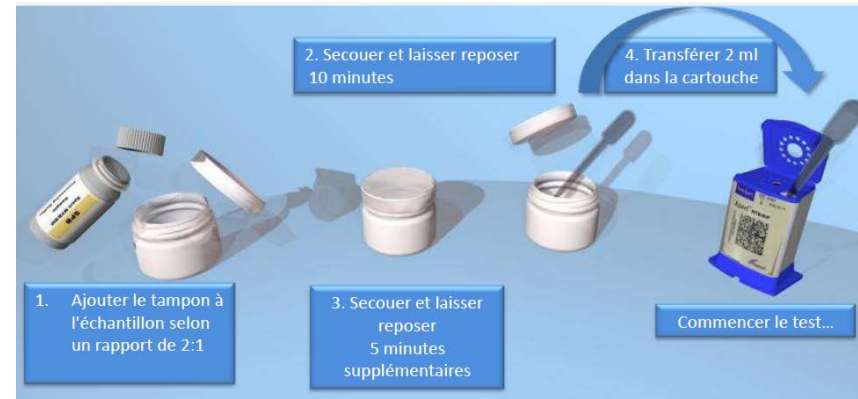 1. Ajouter le tampon à
l'échantillon selon
un rapport de 2:1
2. Secouer et laisser reposer
10 minutes
3. Secouer et laisser
reposer
5 minutes
supplémentaires
4. Transférer 2 ml
dans la cartouche
Commencer le test...